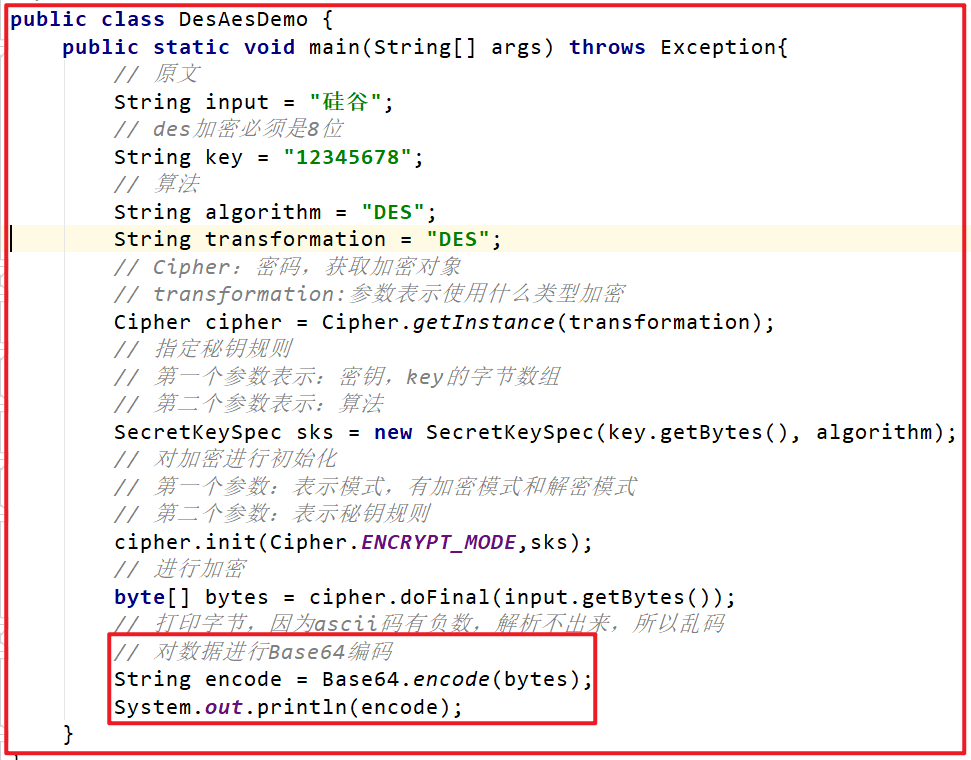 public class DesAesDemo {
    public static void main(String[] args) throws Exception{
        // 原文
        String input = "硅谷";
        // des加密必须是8位
        String key = "12345678";
        // 算法
        String algorithm = "DES";
        String transformation = "DES";
        // Cipher：密码，获取加密对象
        // transformation:参数表示使用什么类型加密
        Cipher cipher = Cipher.getInstance(transformation);
        // 指定秘钥规则
        // 第一个参数表示：密钥，key的字节数组
        // 第二个参数表示：算法
        SecretKeySpec sks = new SecretKeySpec(key.getBytes(), algorithm);
        // 对加密进行初始化
        // 第一个参数：表示模式，有加密模式和解密模式
        // 第二个参数：表示秘钥规则
        cipher.init(Cipher.ENCRYPT_MODE,sks);
        // 进行加密
        byte[] bytes = cipher.doFinal(input.getBytes());
        // 打印字节，因为ascii码有负数，解析不出来，所以乱码
        // 对数据进行Base64编码
        String encode = Base64.encode(bytes);
        System.out.println(encode);
    }